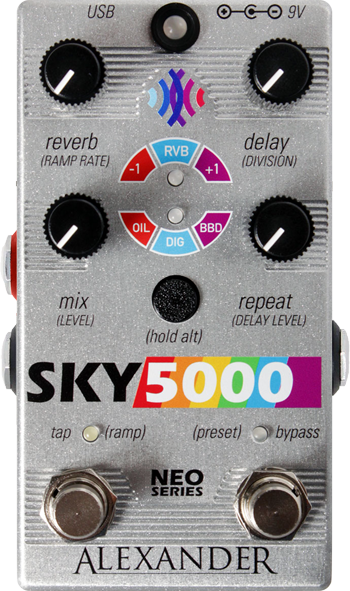 USB 9V
reverb delay
(RAMP RATE) (DIVISION)
-1 RVB +1
OIL DIG BBD
mix repeat
(LEVEL) (DELAY LEVEL)
(hold alt)
SKY5000
tap (ramp) (preset) bypass
NEO
SERIES
ALEXANDER